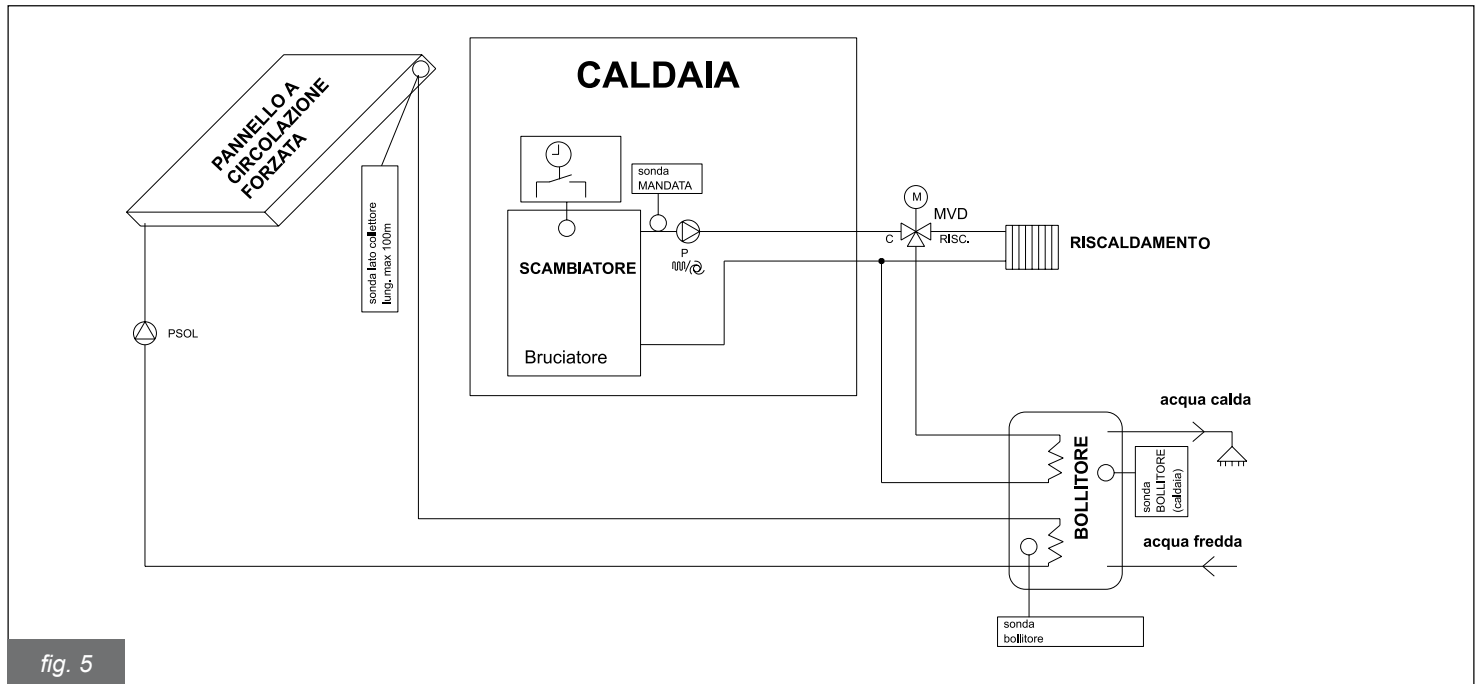 PANNELLO A
CIRCOLAZIONE
FORZATA
sonda lato collettore
lung. max 100m
PSOL
CALDAIA
sonda
MANDATA
SCAMBIATORE
Bruciatore
P
M
MVD
C
RISC.
RISCALDAMENTO
BOLLITORE
acqua calda
sonda
BOLLITORE
(caldaia)
acqua fredda
sonda
bollitore
fig. 5